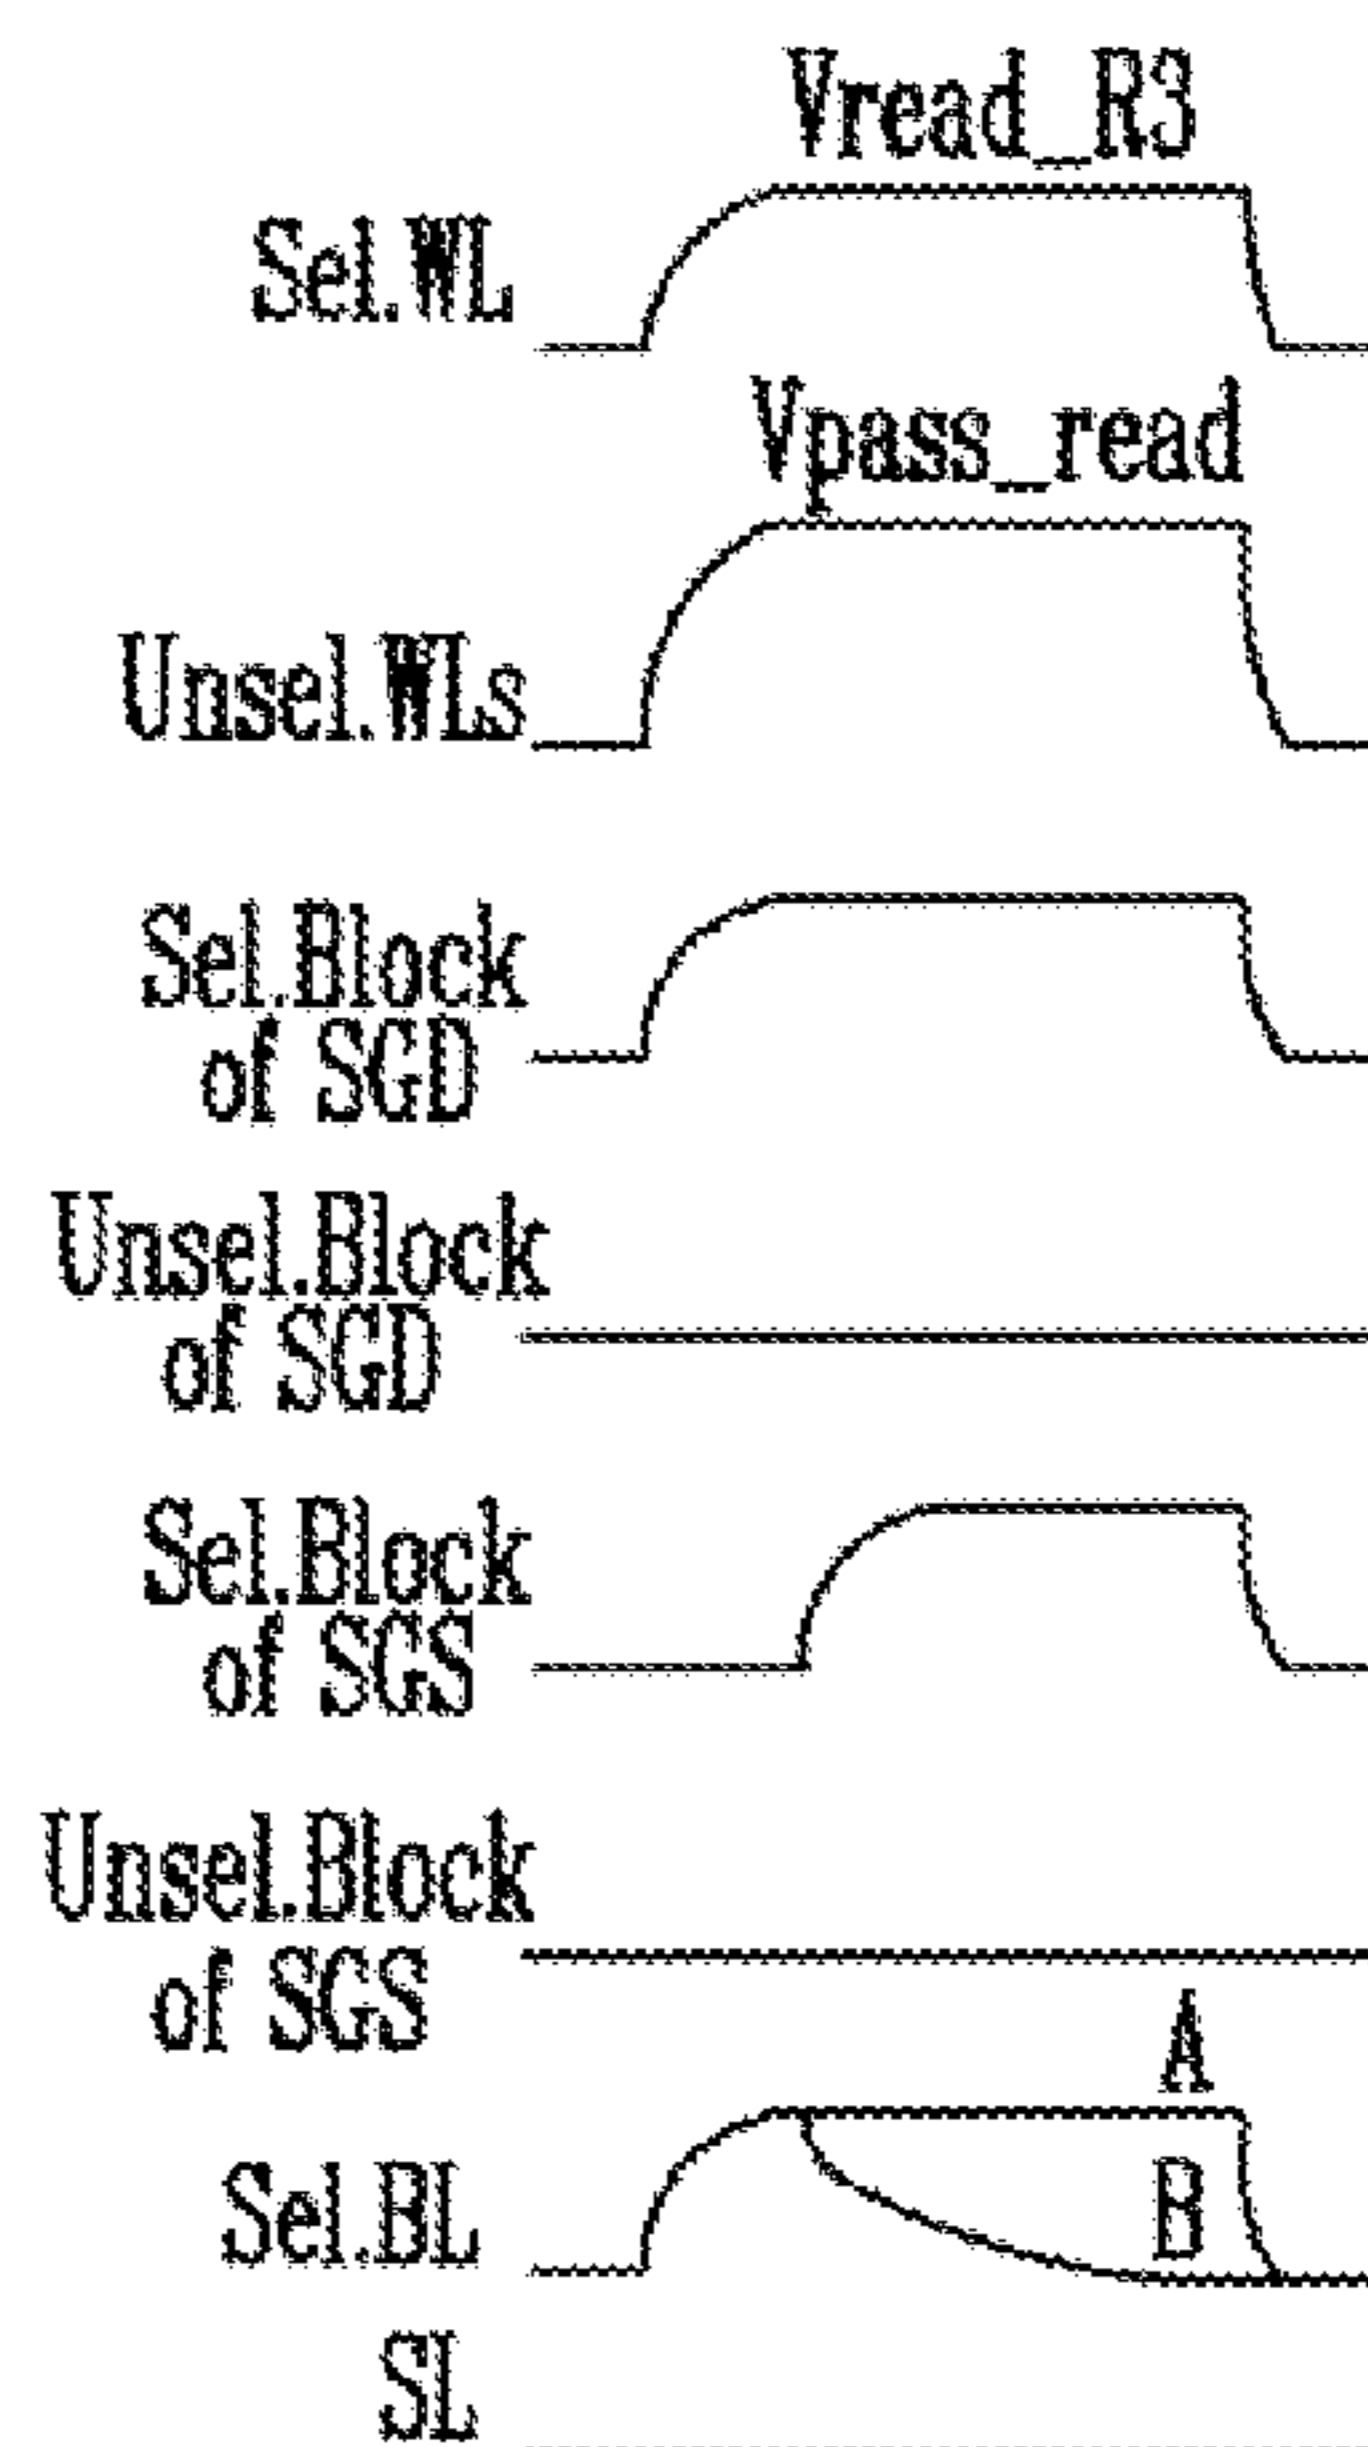 Vread_R3
Sel.WL
Vpass_read
Unsel.WLs
Sel.Block
of SGD
Unsel.Block
of SGD
Sel.Block
of SGS
Unsel.Block
of SGS
A
Sel.BL
B
SL